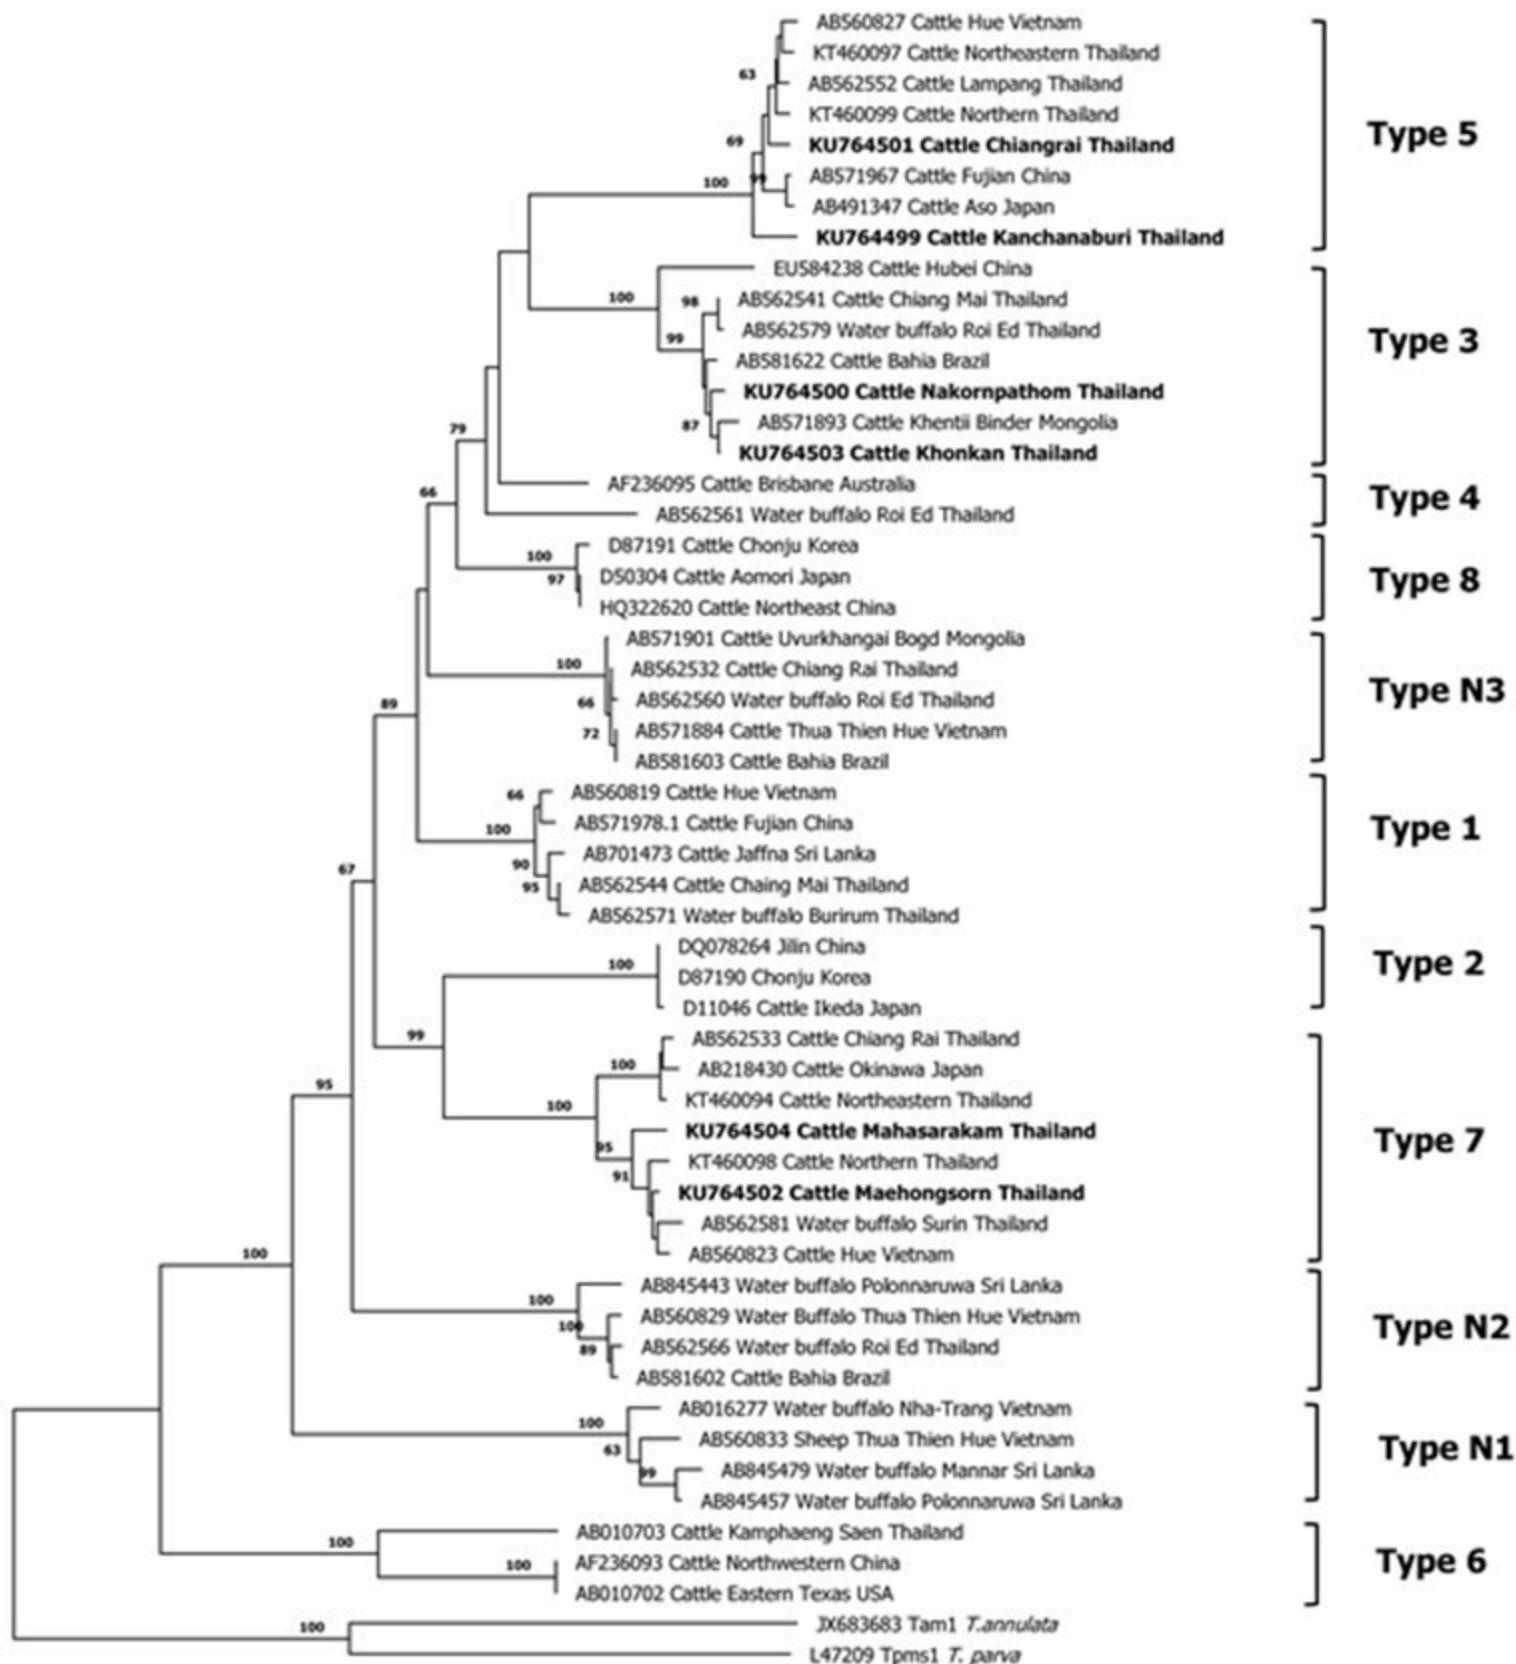 AB560827 Cattle Hue Vietnam
KT460097 Cattle Northeastern Thailand
63
AB562552 Cattle Lampang Thailand
KT460099 Cattle Northern Thailand
Type 5
69
KU764501 Cattle Chiangrai Thailand
100
99
AB571967 Cattle Fujian China
AB491347 Cattle Aso Japan
KU764499 Cattle Kanchanaburi Thailand
EU584238 Cattle Hubei China
100
98
AB562541 Cattle Chiang Mai Thailand
99
AB562579 Water buffalo Roi Ed Thailand
Type 3
AB581622 Cattle Bahia Brazil
KU764500 Cattle Nakornpathom Thailand
87
AB571893 Cattle Khentii Binder Mongolia
79
KU764503 Cattle Khonkan Thailand
66
AF236095 Cattle Brisbane Australia
Type 4
AB562561 Water buffalo Roi Ed Thailand
D87191 Cattle Chonju Korea
100
97
D50304 Cattle Aomori Japan
Type 8
HQ322620 Cattle Northeast China
AB571901 Cattle Uvurkhangai Bogd Mongolia
100
AB562532 Cattle Chiang Rai Thailand
89
66
AB562560 Water buffalo Roi Ed Thailand
Type N3
72
AB571884 Cattle Thua Thien Hue Vietnam
AB581603 Cattle Bahia Brazil
66
AB560819 Cattle Hue Vietnam
100
AB571978.1 Cattle Fujian China
Type 1
67
90
AB701473 Cattle Jaffna Sri Lanka
95
AB562544 Cattle Chaing Mai Thailand
AB562571 Water buffalo Burirum Thailand
DQ078264 Jilin China
100
D87190 Chonju Korea
Type 2
D11046 Cattle Ikeda Japan
99
AB562533 Cattle Chiang Rai Thailand
100
AB218430 Cattle Okinawa Japan
95
100
KT460094 Cattle Northeastern Thailand
KU764504 Cattle Mahasarakam Thailand
Type 7
95
KT460098 Cattle Northern Thailand
91
KU764502 Cattle Maehongsorn Thailand
AB562581 Water buffalo Surin Thailand
100
AB560823 Cattle Hue Vietnam
100
AB845443 Water buffalo Polonnaruwa Sri Lanka
100
AB560829 Water Buffalo Thua Thien Hue Vietnam
Type N2
89
AB562566 Water buffalo Roi Ed Thailand
AB581602 Cattle Bahia Brazil
100
AB016277 Water buffalo Nha-Trang Vietnam
63
AB560833 Sheep Thua Thien Hue Vietnam
Type N1
99
AB845479 Water buffalo Mannar Sri Lanka
AB845457 Water buffalo Polonnaruwa Sri Lanka
100
AB010703 Cattle Kamphaeng Saen Thailand
100
AF236093 Cattle Northwestern China
Type 6
AB010702 Cattle Eastern Texas USA
100
JX683683 Tam1 T.annulata
L47209 Tpms1 T. parva